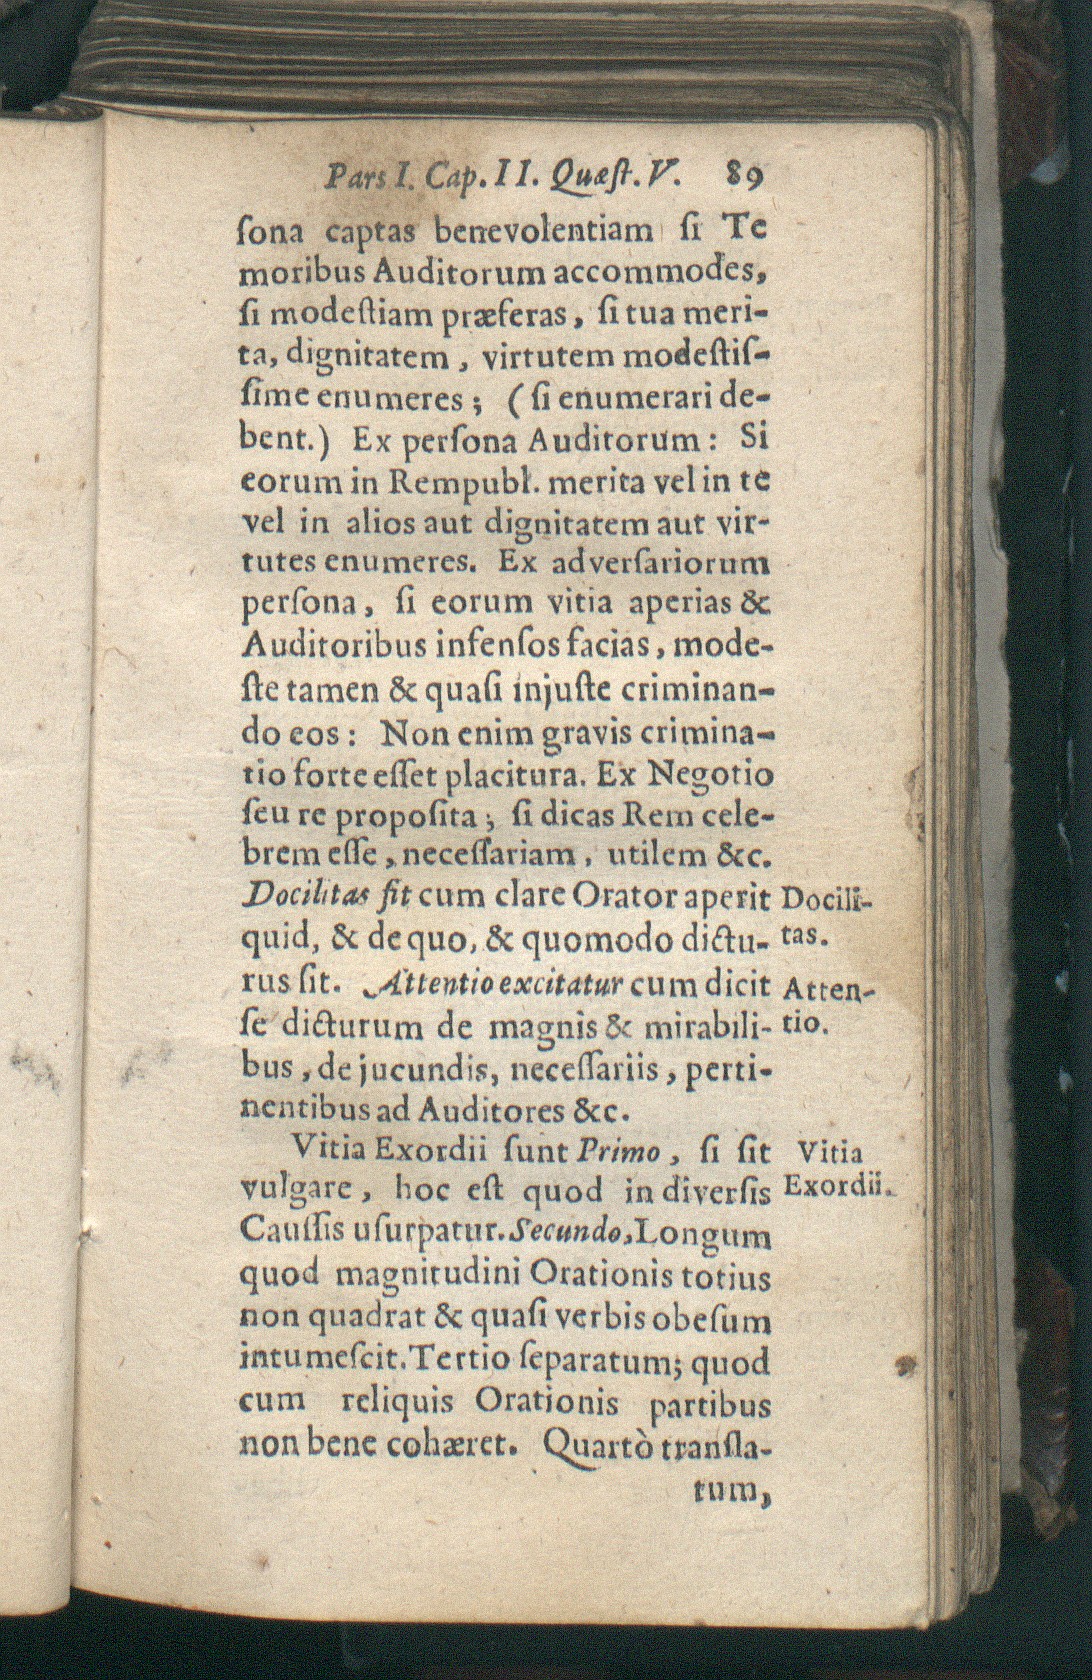 Pars I. Cap. II. Quæſt. V. 89
ſona captas benevolentiam ſi Te
moribus Auditorum accommodes,
ſi modeſtiam præferas, ſi tua meri-
ta, dignitatem, virtutem modeſtiſ-
ſime enumeres; (ſi enumerari de-
bent.) Ex perſona Auditorum: Si
eorum in Rempubl. merita vel in te
vel in alios aut dignitatem aut vir-
tutes enumeres. Ex adverſariorum
perſona, ſi eorum vitia aperias &
Auditoribus infenſos facias, mode-
ſte tamen & quaſi injuſte criminan-
do eos: Non enim gravis crimina-
tio forte eſſet placitura. Ex Negotio
ſeu re propoſita; ſi dicas Rem cele-
brem eſſe, neceſſariam, utilem &c.
Docilitas fit cum clare Orator aperit
quid, & de quo, & quomodo dictu-
rus ſit. Attentio excitatur cum dicit
ſe dicturum de magnis & mirabili-
bus, de jucundis, neceſſariis, perti-
nentibus ad Auditores &c.
Vitia Exordii ſunt Primo, ſi ſit
vulgare, hoc eſt quod in diverſis
Cauſſis uſurpatur. Secundo, Longum
quod magnitudini Orationis totius
non quadrat & quaſi verbis obeſum
intumeſcit. Tertio ſeparatum; quod
cum reliquis Orationis partibus
non bene cohæret. Quartò transla-
tum,
Docili-
tas.
Atten-
tio.
Vitia
Exordii.